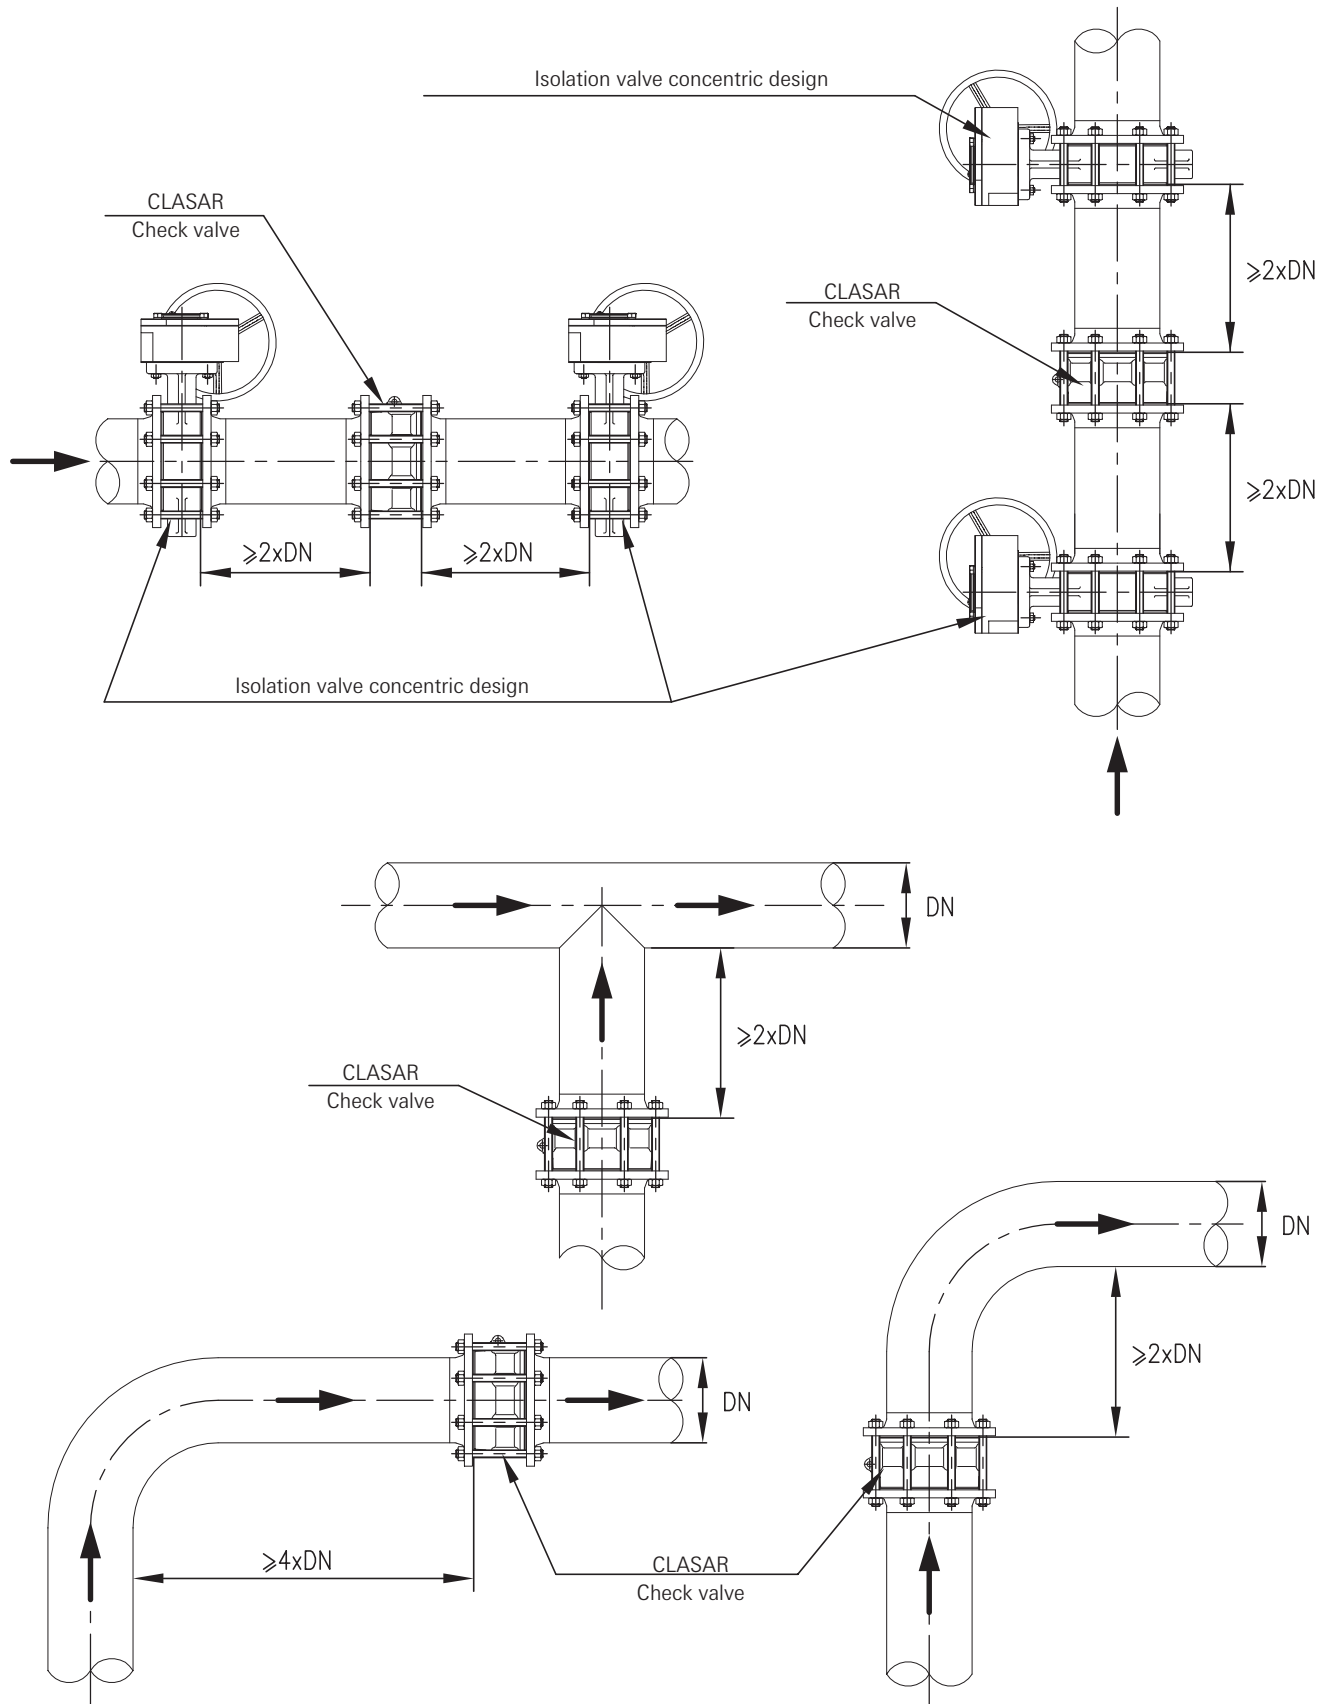 Isolation valve concentric design
CLASAR
Check valve
⩾2xDN
CLASAR
Check valve
⩾2xDN
⩾2xDN
⩾2xDN
⩾2xDN
Isolation valve concentric design
DN
⩾2xDN
CLASAR
Check valve
DN
⩾2xDN
DN
⩾4xDN
CLASAR
Check valve